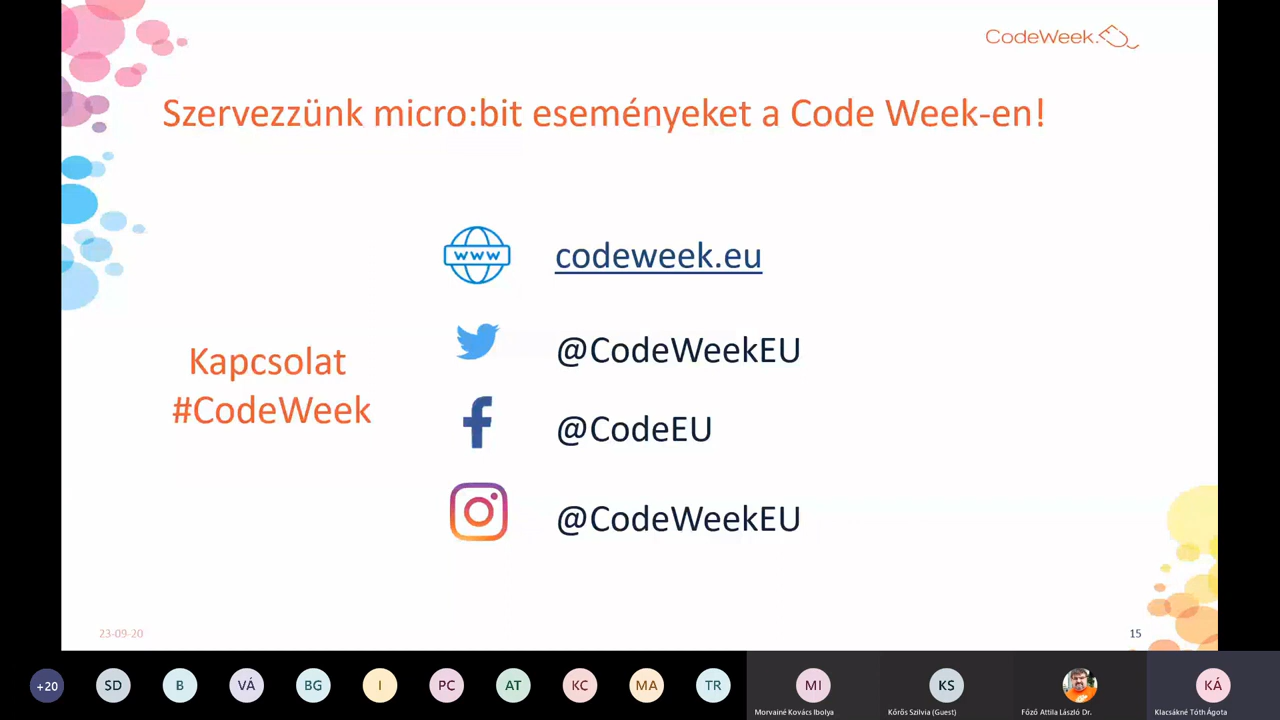 CodeWeek.
Szervezzünk micro:bit eseményeket a Code Week-en!
www
codeweek.eu
@CodeWeekEU
Kapcsolat
#CodeWeek
@CodeEU
@CodeWeekEU
23-09-20
15
+20
SD
B
VÁ
BG
I
PC
AT
KC
MA
TR
MI
KS
KÁ
Morvainé Kovács Ibolya
Kőrös Szilvia (Guest)
Főző Attila László Dr.
Klacsákné Tóth Ágota